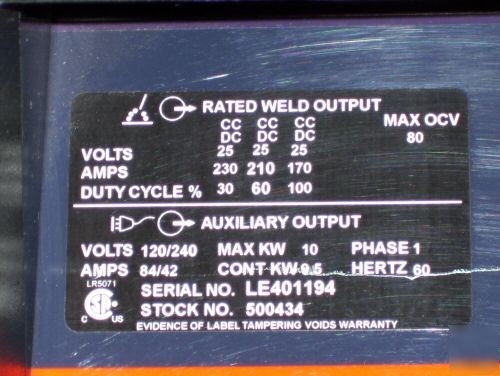 RATED WELD OUTPUT
MAX OCV
80
CC CC CC
DC DC DC
VOLTS 25 25 25
AMPS 230 210 170
DUTY CYCLE % 30 60 100
AUXILIARY OUTPUT
VOLTS 120/240 MAX KW 10 PHASE 1
AMPS 84/42 CONT KW 9.5 HERTZ 60
LR5071
SERIAL NO. LE401194
C US
STOCK NO. 500434
EVIDENCE OF LABEL TAMPERING VOIDS WARRANTY